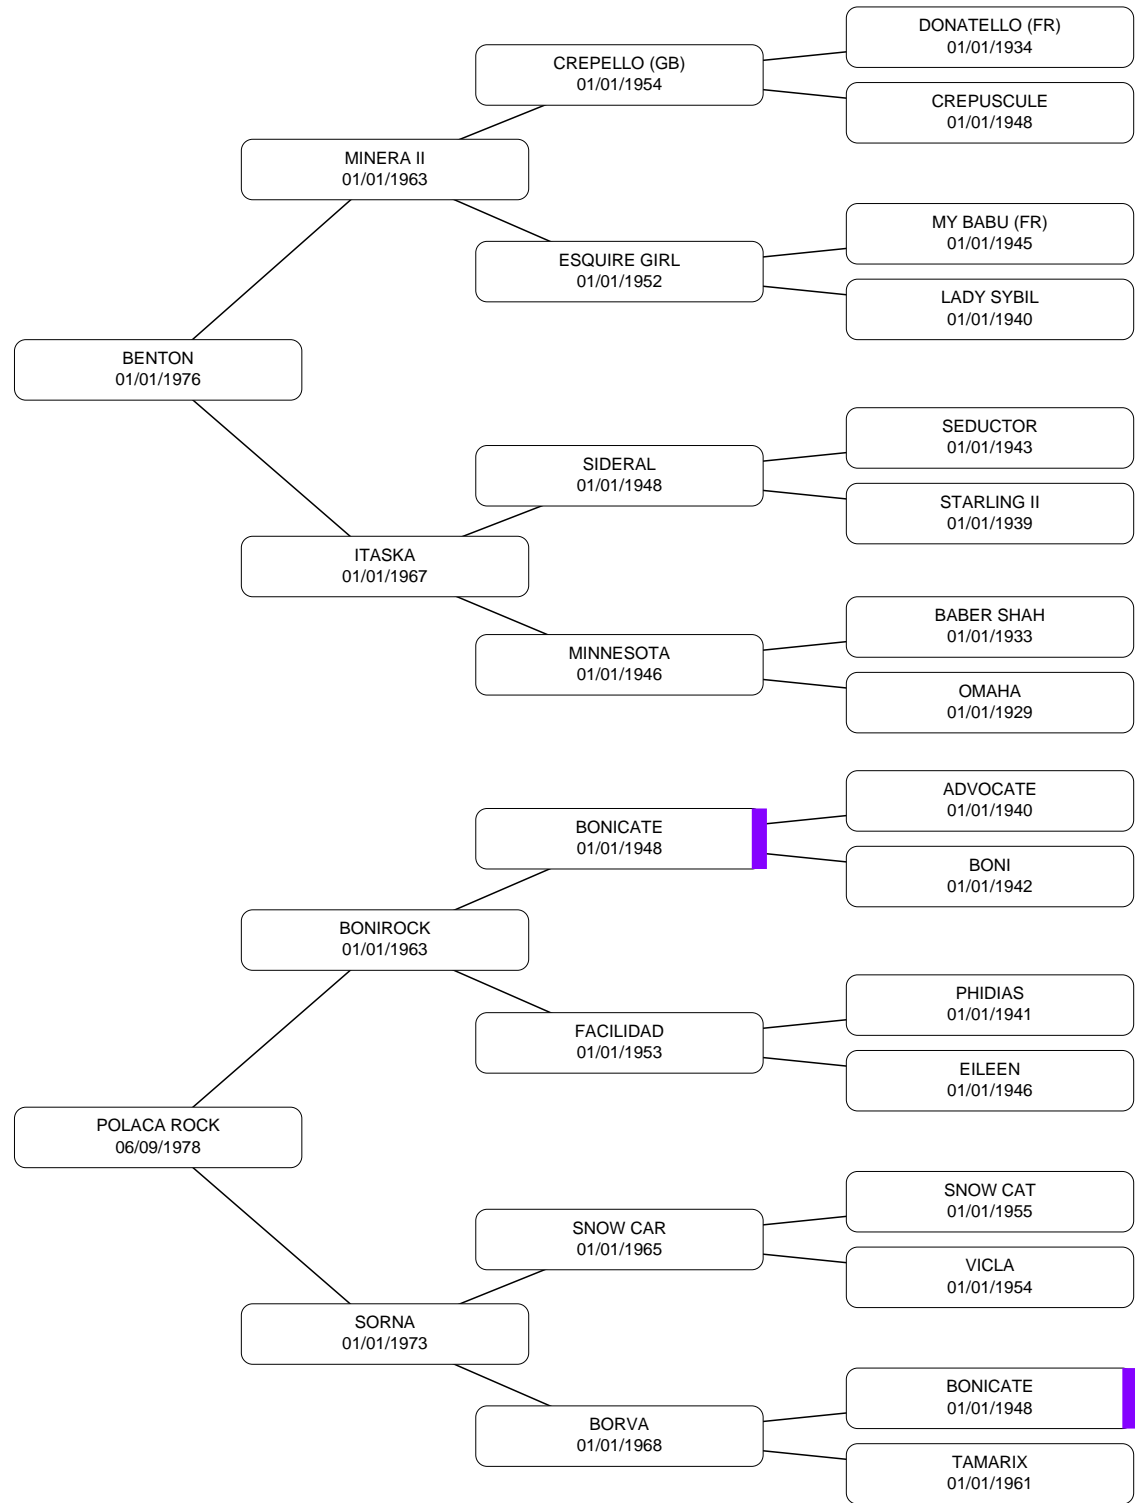 DONATELLO (FR)
01/01/1934
CREPELLO (GB)
01/01/1954
CREPUSCULE
01/01/1948
MINERA II
01/01/1963
MY BABU (FR)
01/01/1945
ESQUIRE GIRL
01/01/1952
LADY SYBIL
01/01/1940
BENTON
01/01/1976
SEDUCTOR
01/01/1943
SIDERAL
01/01/1948
STARLING II
01/01/1939
ITASKA
01/01/1967
BABER SHAH
01/01/1933
MINNESOTA
01/01/1946
OMAHA
01/01/1929
ADVOCATE
01/01/1940
BONICATE
01/01/1948
BONI
01/01/1942
BONIROCK
01/01/1963
PHIDIAS
01/01/1941
FACILIDAD
01/01/1953
EILEEN
01/01/1946
POLACA ROCK
06/09/1978
SNOW CAT
01/01/1955
SNOW CAR
01/01/1965
VICLA
01/01/1954
SORNA
01/01/1973
BONICATE
01/01/1948
BORVA
01/01/1968
TAMARIX
01/01/1961